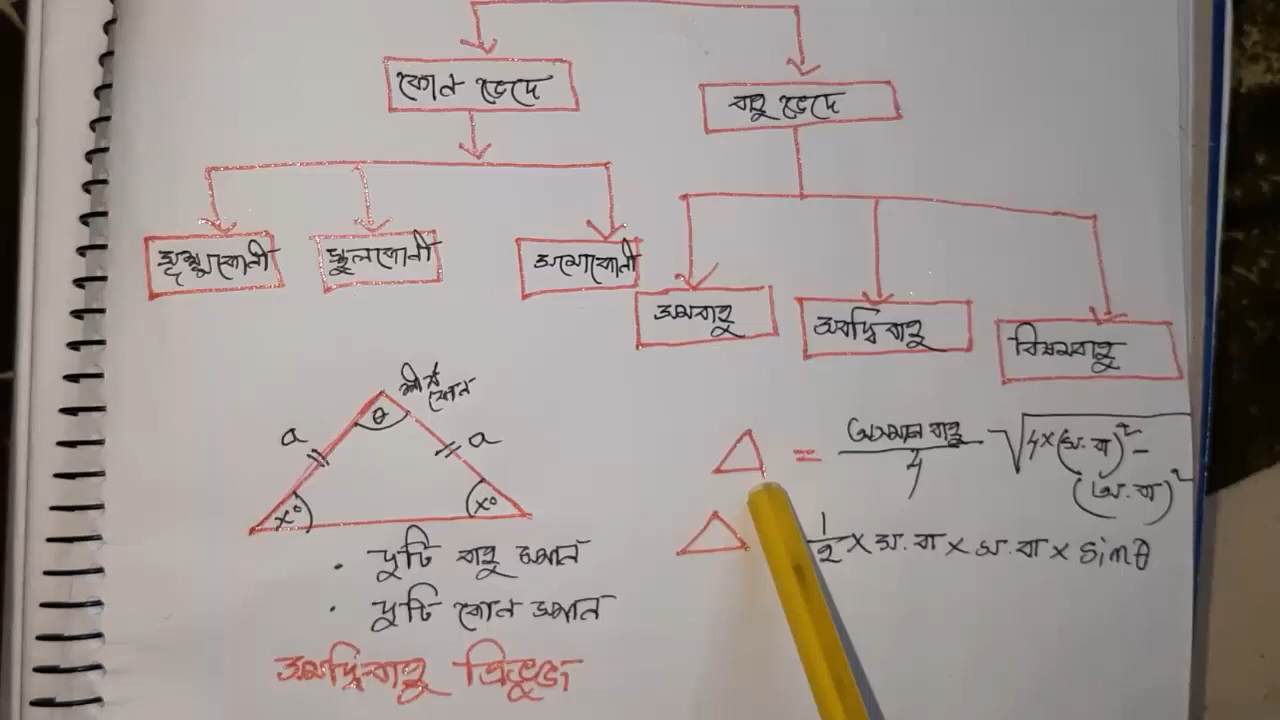 কোন ভেদে
বাহু ভেদে
সূক্ষ্মকোনী
স্থূলকোনী
সমকোনী
সমবাহু
সমদ্বিবাহু
বিষমবাহু
শীর্ষ কোন
θ
a
a
x°
x°
• দুটি বাহু সমান
• দুটি কোন সমান
সমদ্বিবাহু ত্রিভূজ
△ = অসমান বাহু/4 √4×(স.বা)² − (অ.বা)²
△ 1/2 × স.বা × স.বা × sinθ